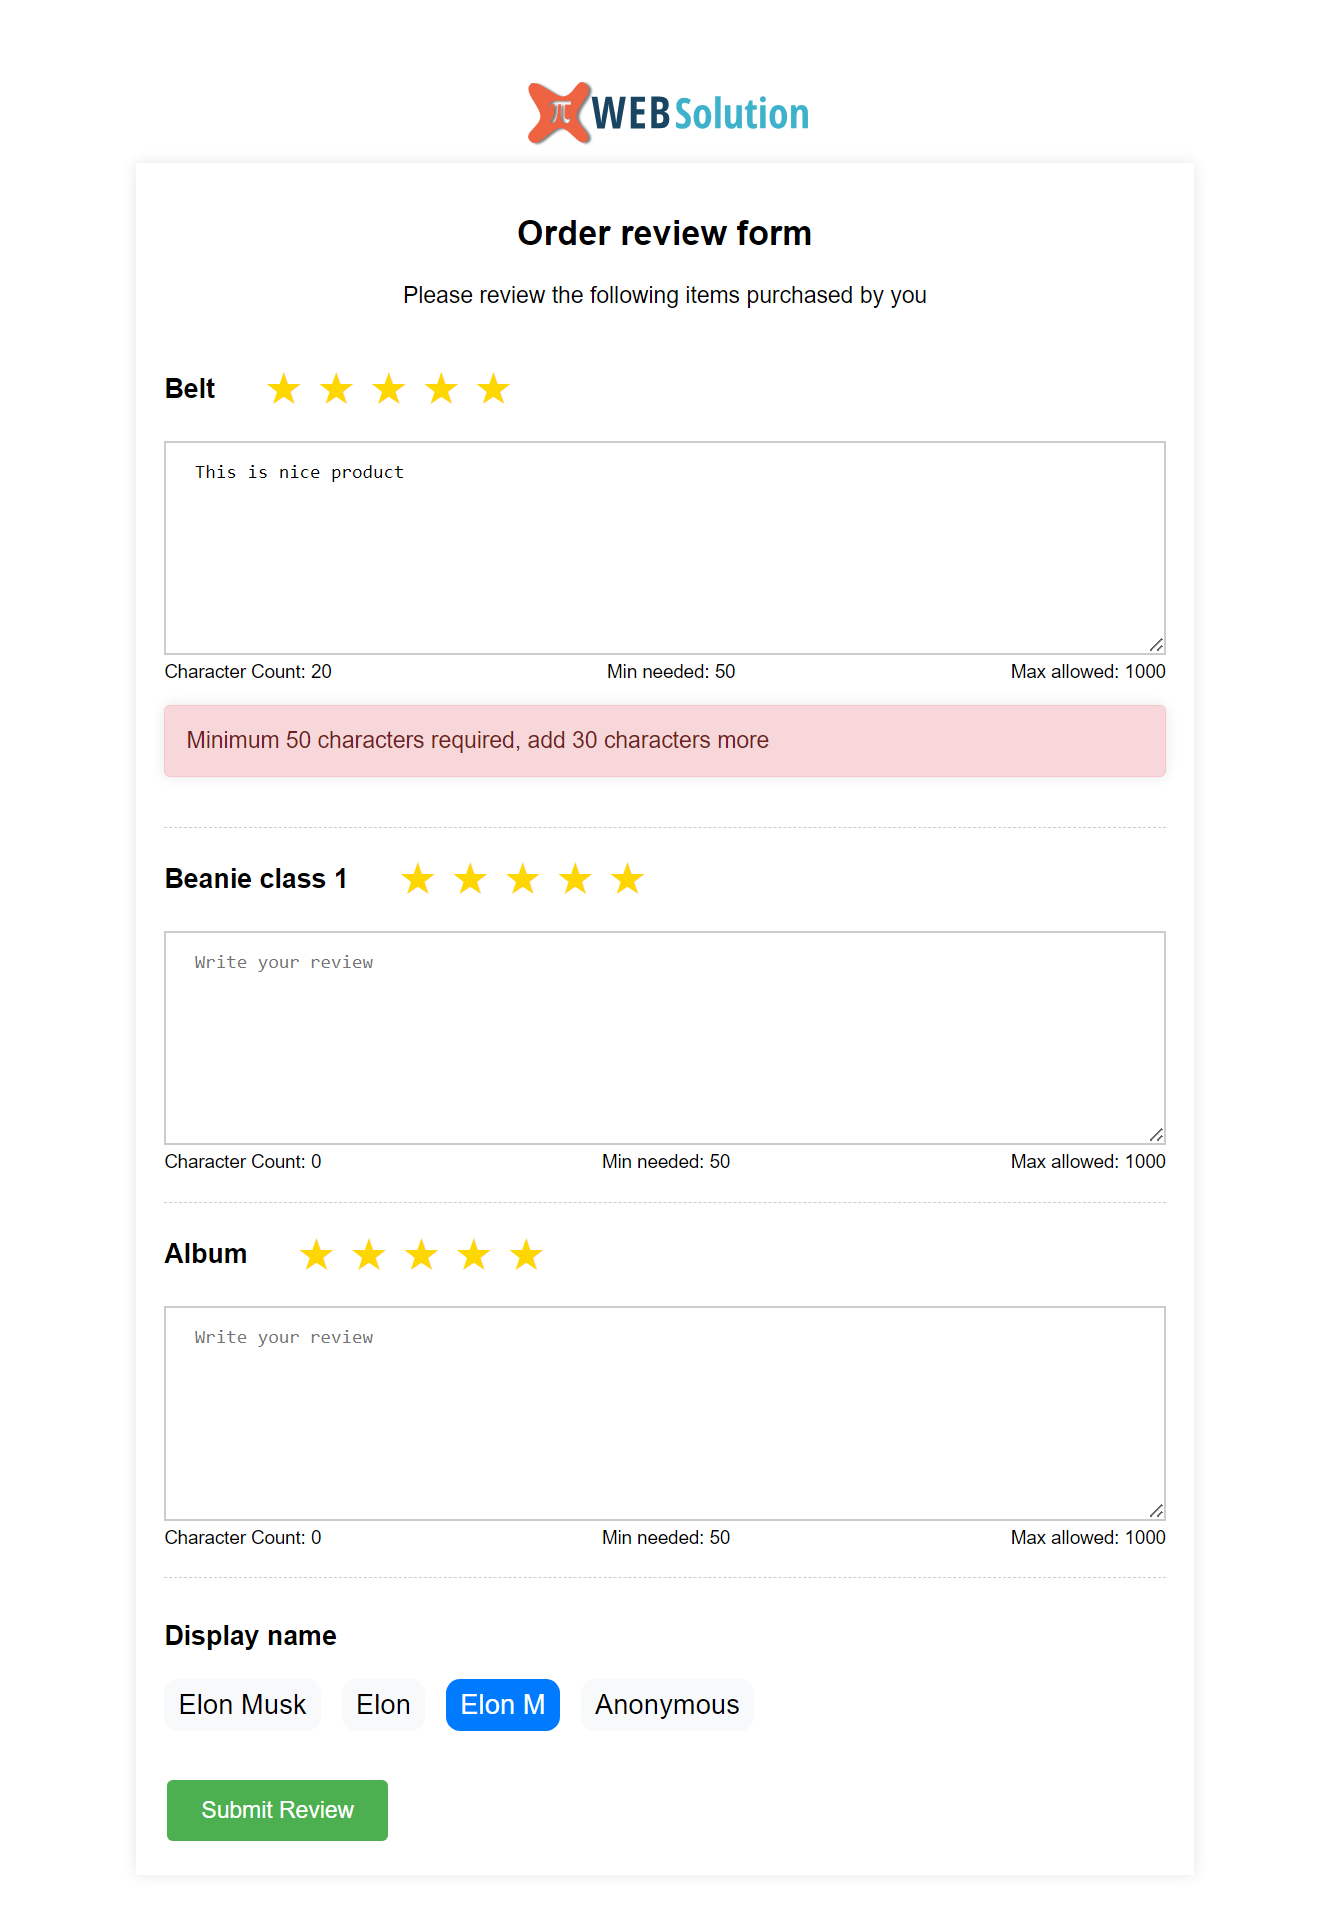 π WEB Solution
Order review form
Please review the following items purchased by you
Belt ★ ★ ★ ★ ★
This is nice product
Character Count: 20 Min needed: 50 Max allowed: 1000
Minimum 50 characters required, add 30 characters more
Beanie class 1 ★ ★ ★ ★ ★
Write your review
Character Count: 0 Min needed: 50 Max allowed: 1000
Album ★ ★ ★ ★ ★
Write your review
Character Count: 0 Min needed: 50 Max allowed: 1000
Display name
Elon Musk Elon Elon M Anonymous
Submit Review